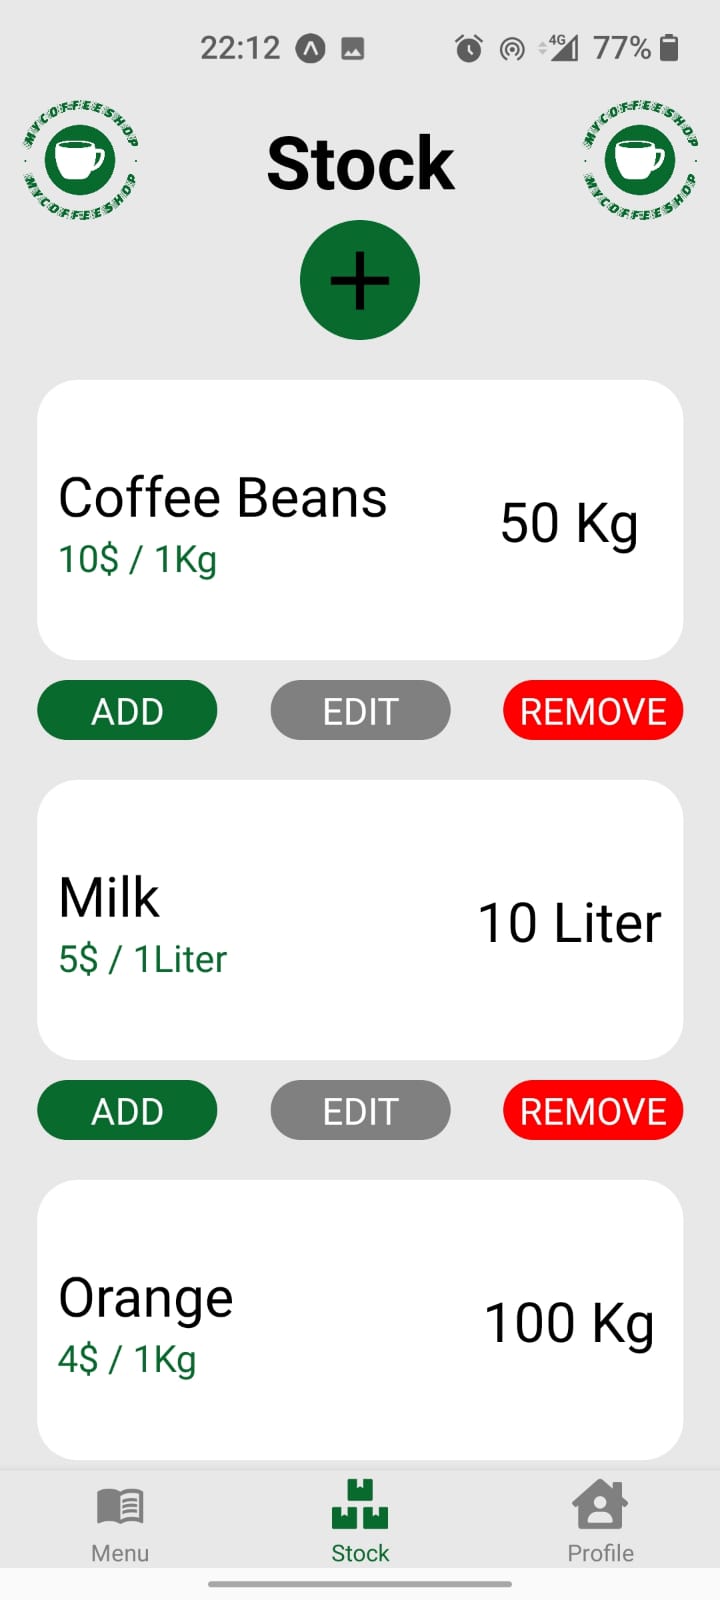 22:12
4G
77%
MYCOFFEESHOP
MYCOFFEESHOP
Stock
MYCOFFEESHOP
MYCOFFEESHOP
Coffee Beans
10$ / 1Kg
50 Kg
ADD
EDIT
REMOVE
Milk
5$ / 1Liter
10 Liter
ADD
EDIT
REMOVE
Orange
4$ / 1Kg
100 Kg
Menu
Stock
Profile